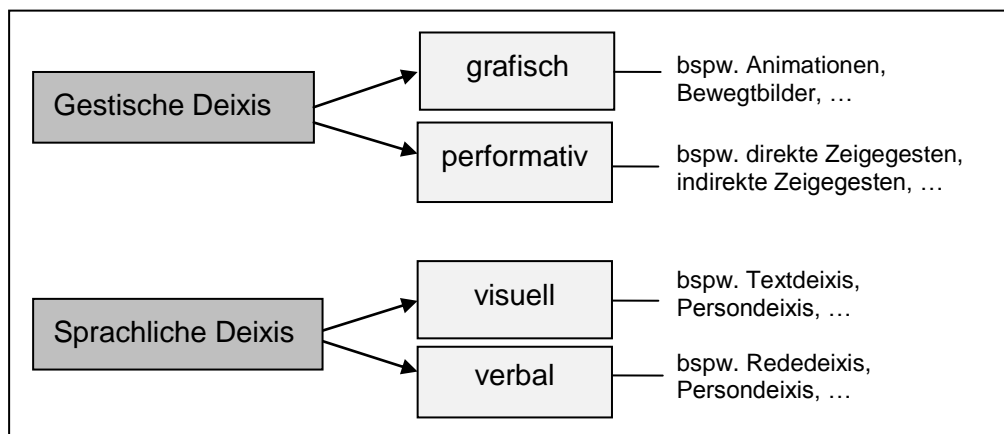 Gestische Deixis
grafisch
bspw. Animationen,
Bewegtbilder, …
performativ
bspw. direkte Zeigegesten,
indirekte Zeigegesten, …
Sprachliche Deixis
visuell
bspw. Textdeixis,
Persondeixis, …
verbal
bspw. Rededeixis,
Persondeixis, …